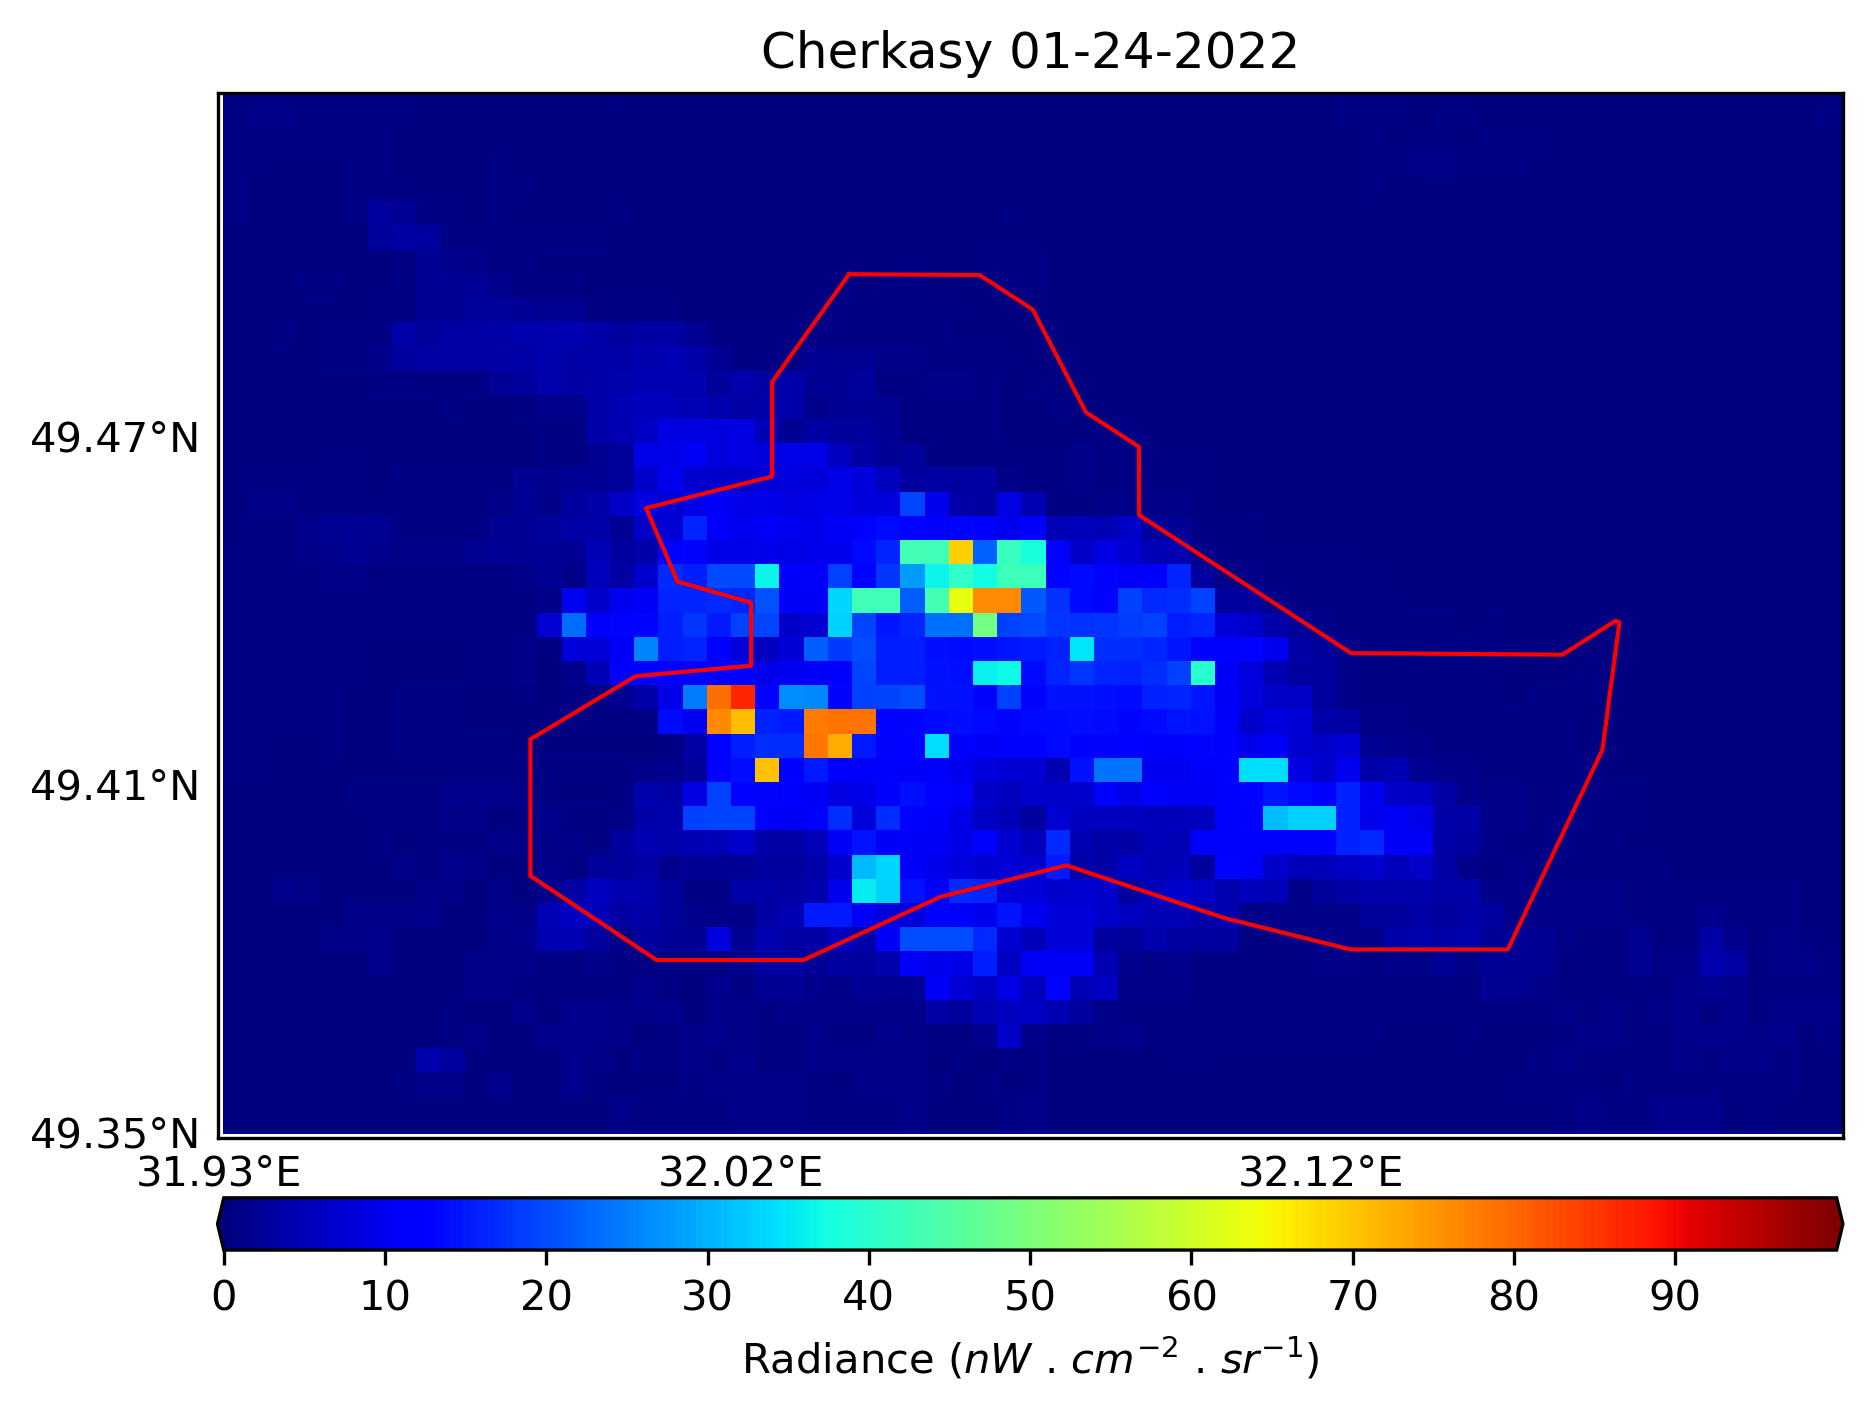 Cherkasy 01-24-2022
49.47°N
49.41°N
49.35°N
31.93°E 32.02°E 32.12°E
0 10 20 30 40 50 60 70 80 90
Radiance (nW . cm⁻² . sr⁻¹)